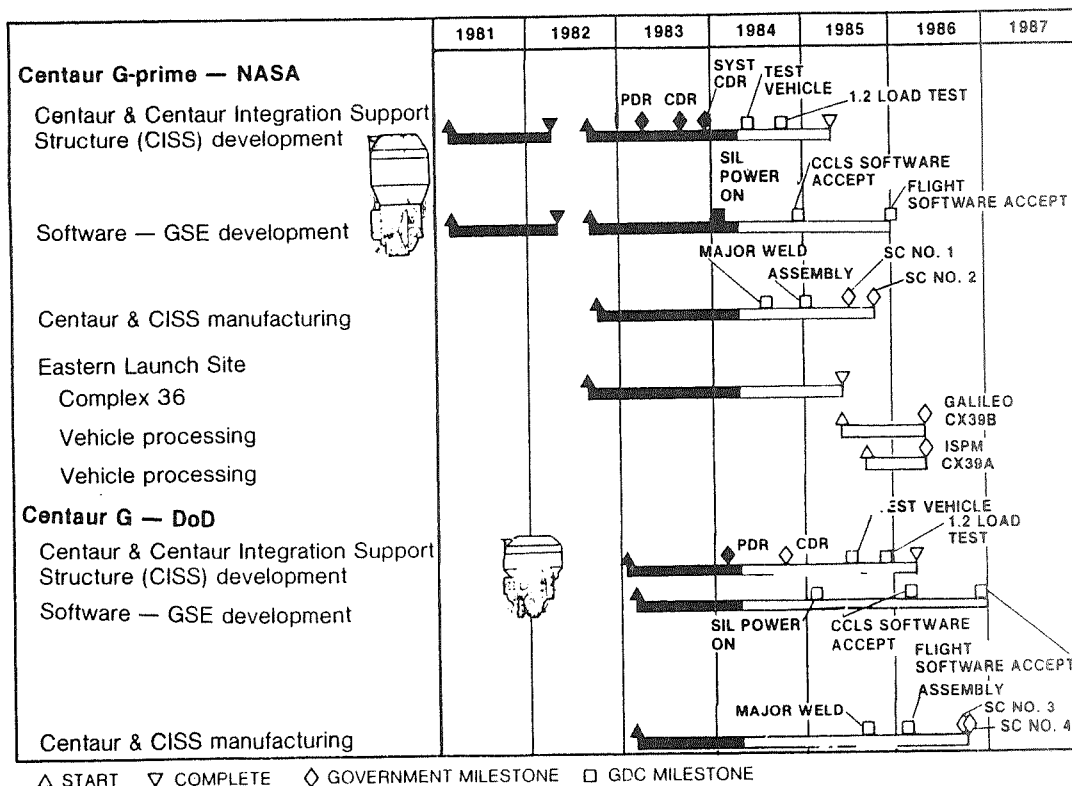 1981 1982 1983 1984 1985 1986 1987
Centaur G-prime — NASA
SYST
CDR
TEST
VEHICLE
PDR CDR
1.2 LOAD TEST
Centaur & Centaur Integration Support
Structure (CISS) development
SIL
POWER
ON
CCLS SOFTWARE
ACCEPT
FLIGHT
SOFTWARE ACCEPT
Software — GSE development
MAJOR WELD
ASSEMBLY
SC NO. 1
SC NO. 2
Centaur & CISS manufacturing
Eastern Launch Site
Complex 36
Vehicle processing
GALILEO
CX39B
Vehicle processing
ISPM
CX39A
Centaur G — DoD
.EST VEHICLE
1.2 LOAD
TEST
Centaur & Centaur Integration Support
Structure (CISS) development
PDR CDR
Software — GSE development
SIL POWER
ON
CCLS SOFTWARE
ACCEPT
FLIGHT
SOFTWARE ACCEPT
MAJOR WELD
ASSEMBLY
SC NO. 3
SC NO. 4
Centaur & CISS manufacturing
START COMPLETE GOVERNMENT MILESTONE GDC MILESTONE